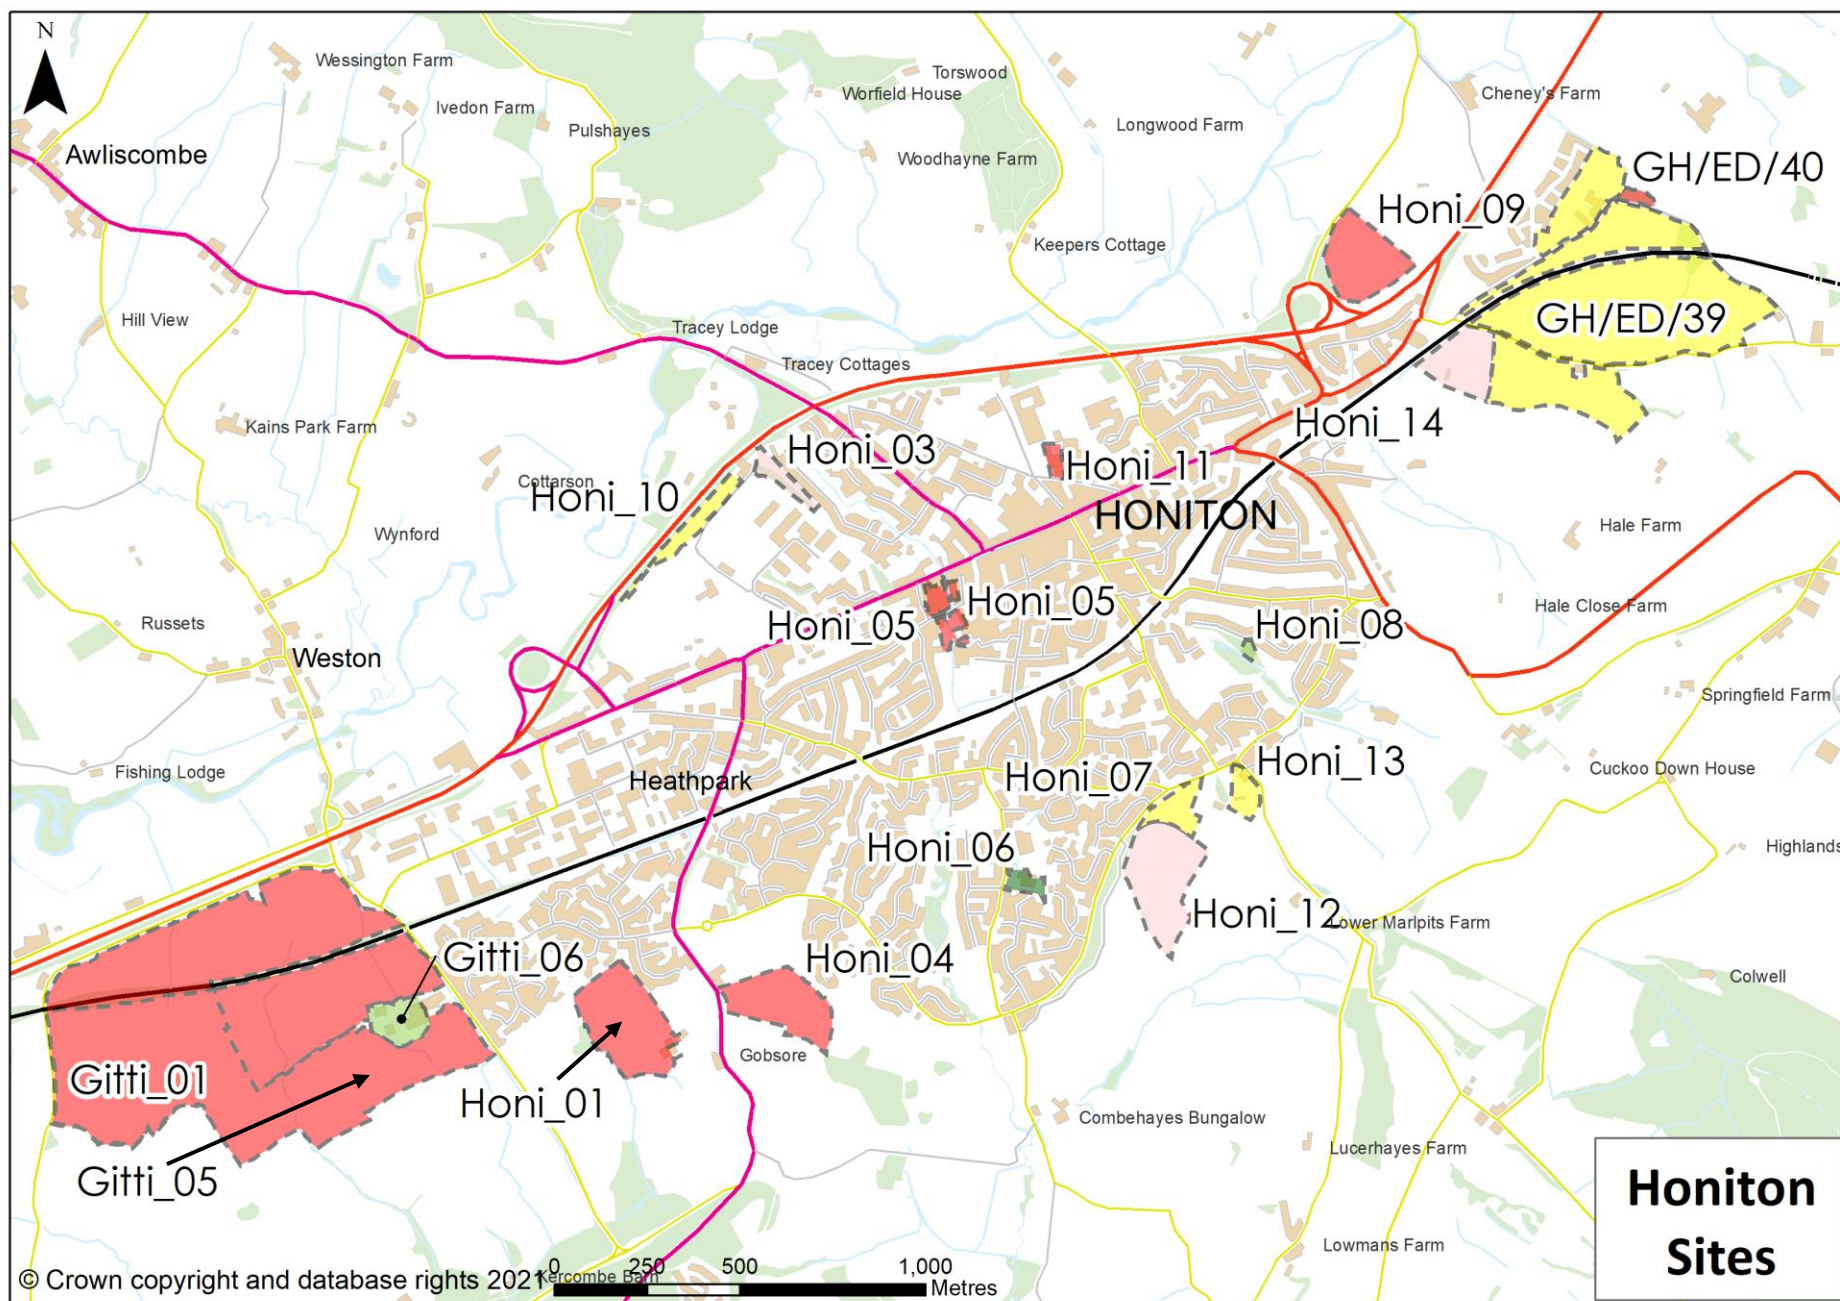 N
Wessington Farm
Torswood
Cheney's Farm
Ivedon Farm
Worfield House
Pulshayes
Longwood Farm
Awliscombe
Woodhayne Farm
GH/ED/40
Honi_09
Keepers Cottage
Hill View
Tracey Lodge
GH/ED/39
Tracey Cottages
Kains Park Farm
Honi_14
Honi_03
Honi_11
Cottarson
Honi_10
HONITON
Hale Farm
Wynford
Honi_05
Hale Close Farm
Russets
Honi_05
Honi_08
Weston
Springfield Farm
Fishing Lodge
Heathpark
Honi_07
Honi_13
Cuckoo Down House
Honi_06
Highlands
Honi_12
Lower Marlpits Farm
Gitti_06
Honi_04
Colwell
Gobsore
Gitti_01
Honi_01
Combehayes Bungalow
Lucerhayes Farm
Gitti_05
Honiton
Sites
Lowmans Farm
0 250 500 1,000
Metres
© Crown copyright and database rights 2021
Kercombe Barn